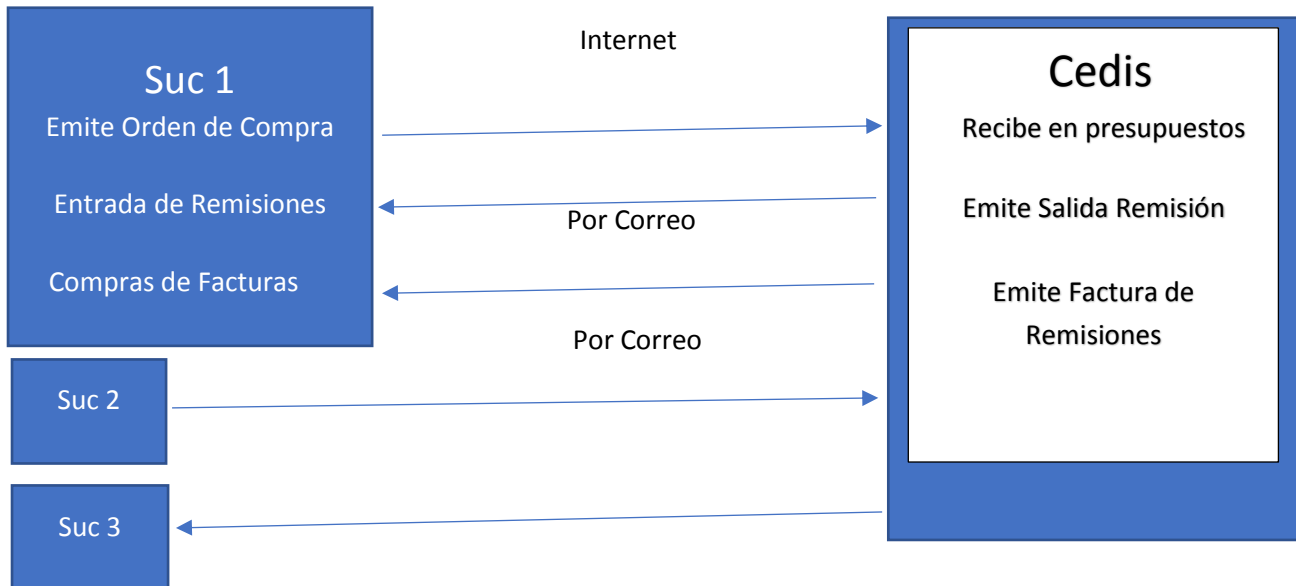 Suc 1
Emite Orden de Compra
Entrada de Remisiones
Compras de Facturas
Internet
Por Correo
Por Correo
Cedis
Recibe en presupuestos
Emite Salida Remisión
Emite Factura de
Remisiones
Suc 2
Suc 3